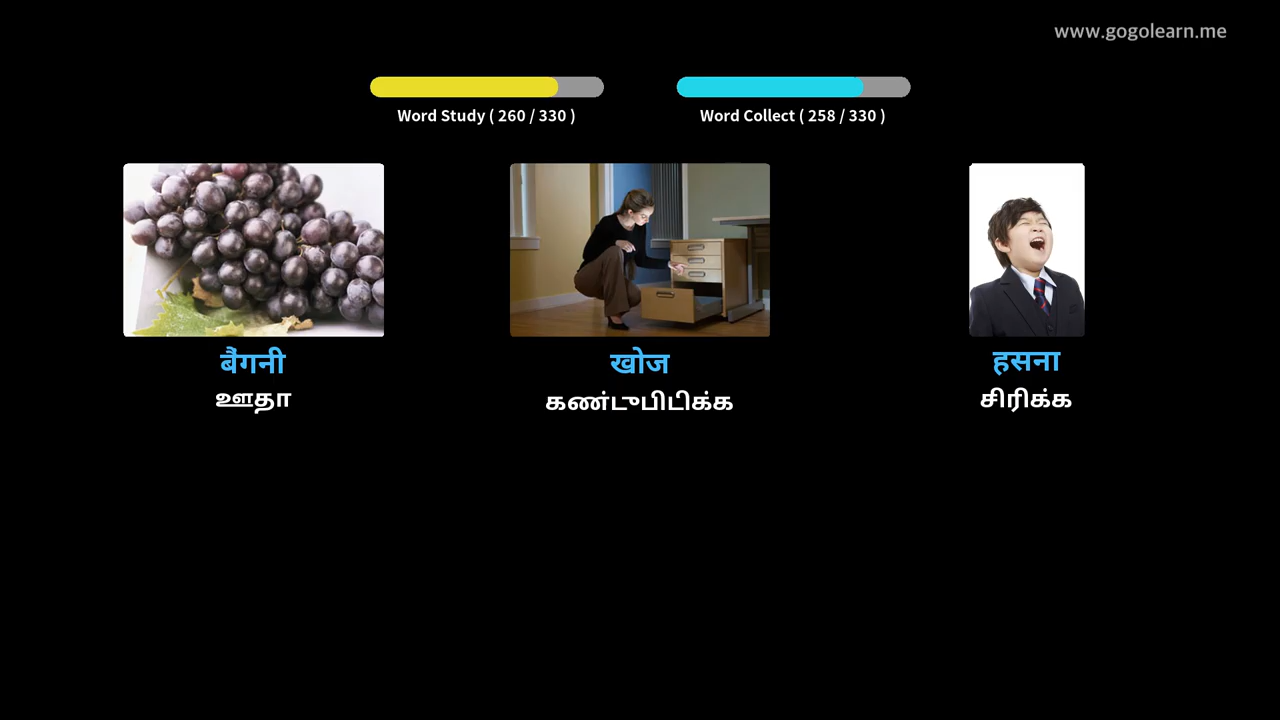 www.gogolearn.me
Word Study ( 260 / 330 )
Word Collect ( 258 / 330 )
बैंगनी
ஊதா
खोज
கண்டுபிடிக்க
हसना
சிரிக்க